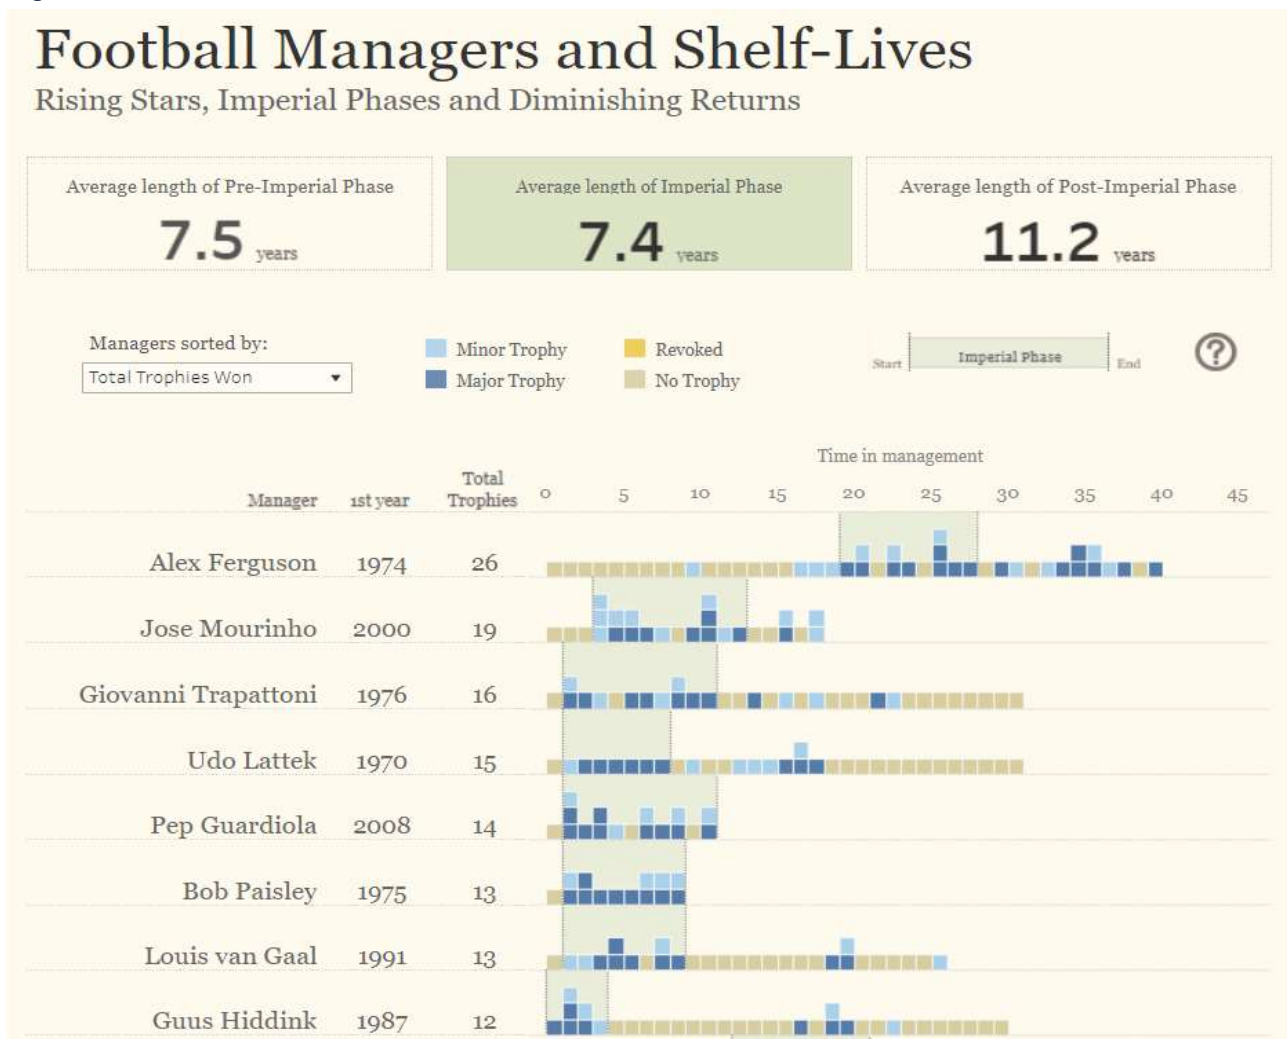 Football Managers and Shelf-Lives
Rising Stars, Imperial Phases and Diminishing Returns
Average length of Pre-Imperial Phase
7.5 years
Average length of Imperial Phase
7.4 years
Average length of Post-Imperial Phase
11.2 years
Managers sorted by:
Total Trophies Won
Minor Trophy
Major Trophy
Revoked
No Trophy
Start Imperial Phase End
?
Time in management
Manager 1st year Total Trophies 0 5 10 15 20 25 30 35 40 45
Alex Ferguson 1974 26
Jose Mourinho 2000 19
Giovanni Trapattoni 1976 16
Udo Lattek 1970 15
Pep Guardiola 2008 14
Bob Paisley 1975 13
Louis van Gaal 1991 13
Guus Hiddink 1987 12